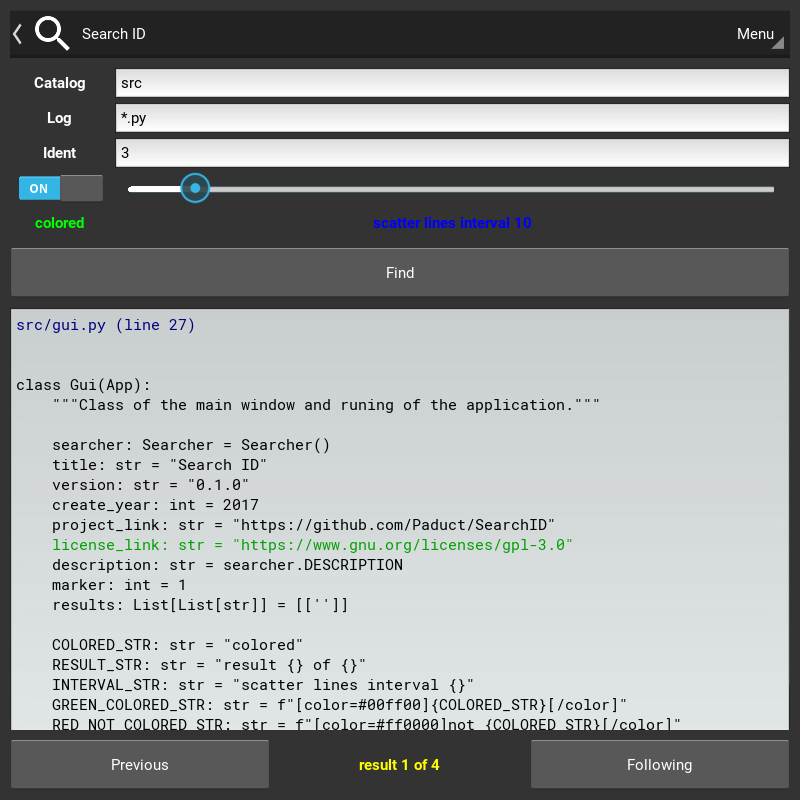 Search ID
Menu
Catalog
src
Log
*.py
Ident
3
ON
colored
scatter lines interval 10
Find
src/gui.py (line 27)
class Gui(App):
    """Class of the main window and runing of the application."""
    searcher: Searcher = Searcher()
    title: str = "Search ID"
    version: str = "0.1.0"
    create_year: int = 2017
    project_link: str = "https://github.com/Paduct/SearchID"
    license_link: str = "https://www.gnu.org/licenses/gpl-3.0"
    description: str = searcher.DESCRIPTION
    marker: int = 1
    results: List[List[str]] = [['']]
    COLORED_STR: str = "colored"
    RESULT_STR: str = "result {} of {}"
    INTERVAL_STR: str = "scatter lines interval {}"
    GREEN_COLORED_STR: str = f"[color=#00ff00]{COLORED_STR}[/color]"
    RED_NOT_COLORED_STR: str = f"[color=#ff0000]not {COLORED_STR}[/color]"
Previous
result 1 of 4
Following